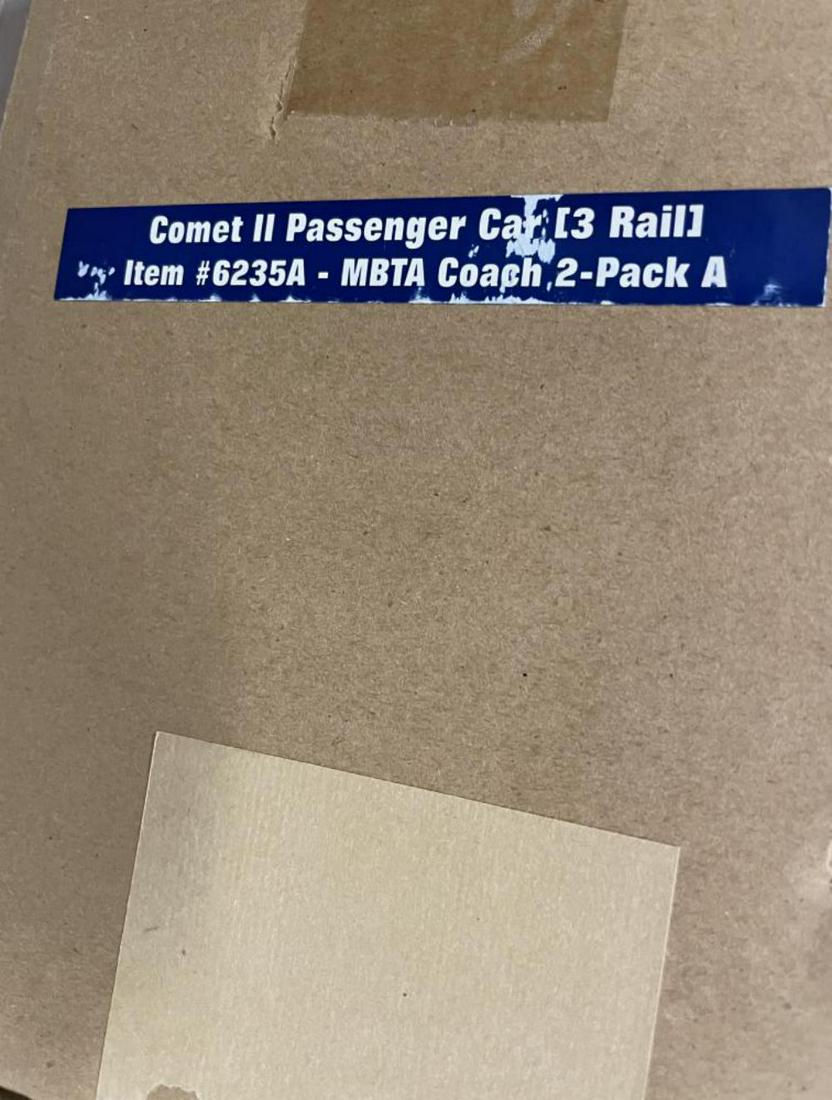 Comet II Passenger Car [3 Rail]
Item #6235A - MBTA Coach 2-Pack A